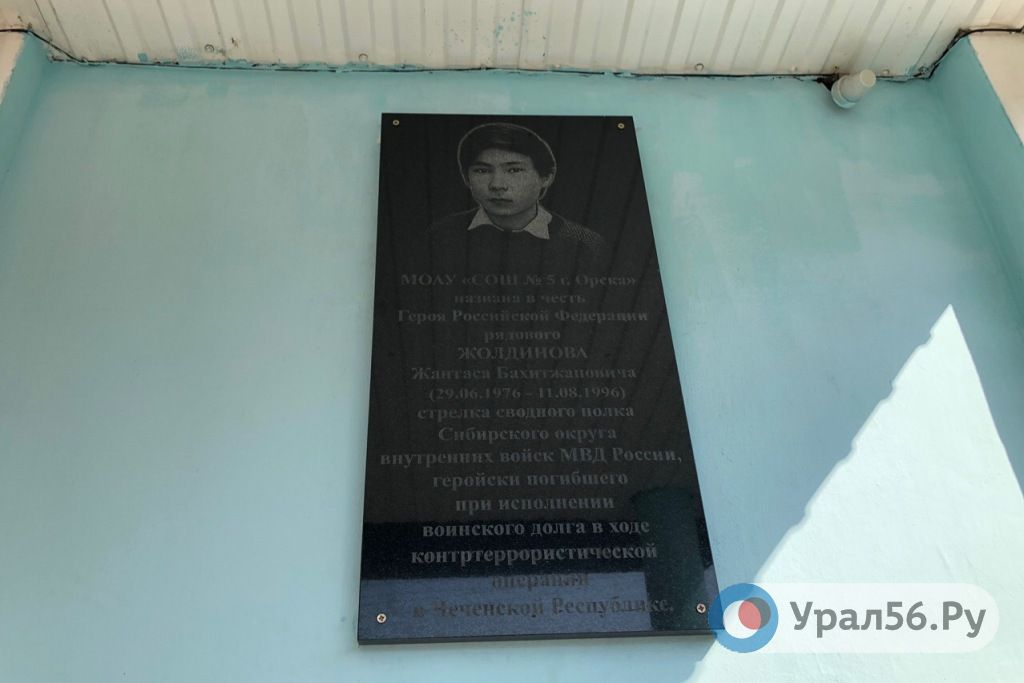 МОАУ «СОШ № 5 г. Орска»
названа в честь
Героя Российской Федерации
рядового
ЖОЛДИНОВА
Жантаса Бахитжановича
(29.06.1976 - 11.08.1996)
стрелка сводного полка
Сибирского округа
внутренних войск МВД России,
геройски погибшего
при исполнении
воинского долга в ходе
контртеррористической
операции
в Чеченской Республике.
Урал56.Ру